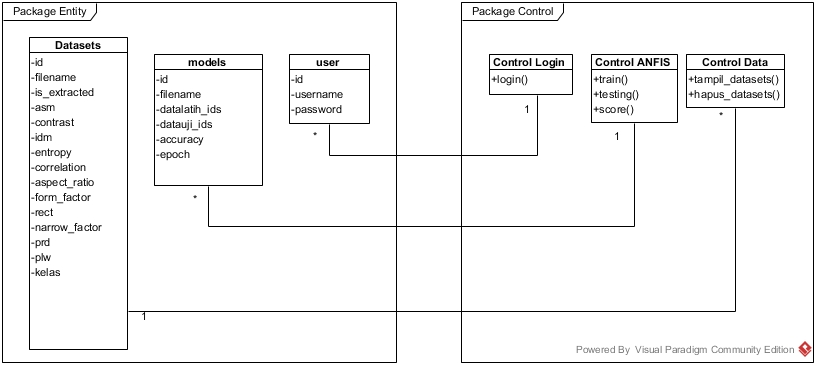 Package Entity
Datasets
-id
-filename
-is_extracted
-asm
-contrast
-idm
-entropy
-correlation
-aspect_ratio
-form_factor
-rect
-narrow_factor
-prd
-plw
-kelas
1
models
-id
-filename
-datalatih_ids
-datauji_ids
-accuracy
-epoch
*
user
-id
-username
-password
*
Package Control
Control Login
+login()
1
Control ANFIS
+train()
+testing()
+score()
1
Control Data
+tampil_datasets()
+hapus_datasets()
*
Powered By Visual Paradigm Community Edition